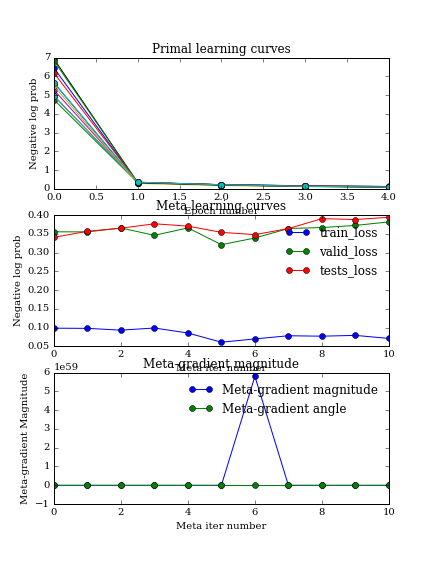 Primal learning curves
7
6
5
4
3
2
1
0
Negative log prob
0.0 0.5 1.0 1.5 2.0 2.5 3.0 3.5 4.0
Epoch number
Meta learning curves
0.40
0.35
0.30
0.25
0.20
0.15
0.10
0.05
Negative log prob
train_loss
valid_loss
tests_loss
0 2 4 6 8 10
Meta iter number
Meta-gradient magnitude
1e59
6
5
4
3
2
1
0
−1
Meta-gradient Magnitude
Meta-gradient magnitude
Meta-gradient angle
0 2 4 6 8 10
Meta iter number